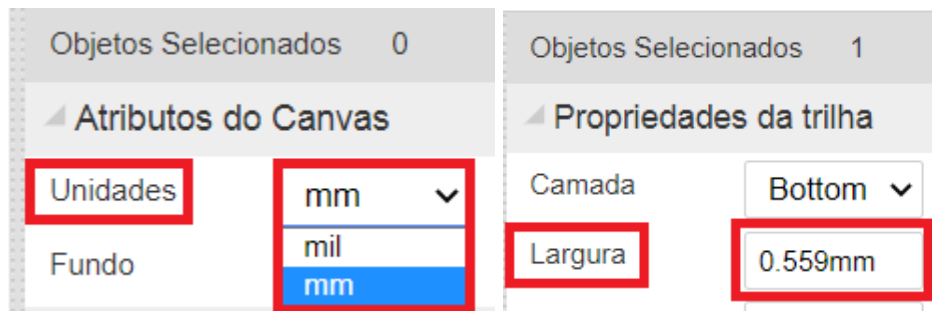 Objetos Selecionados 0
Atributos do Canvas
Unidades mm
mil
Fundo mm
Objetos Selecionados 1
Propriedades da trilha
Camada Bottom
Largura 0.559mm